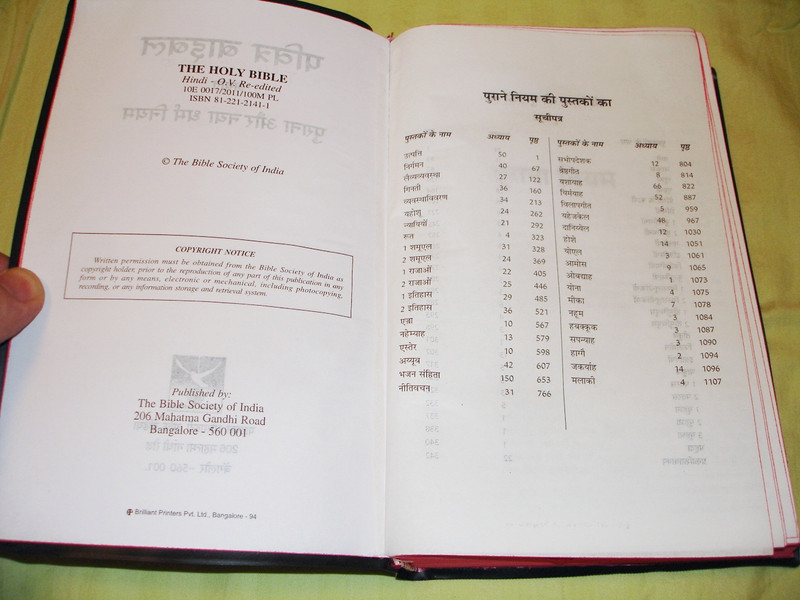 THE HOLY BIBLE
Hindi - O.V. Re-edited
10E 0017/2011/100M PL
ISBN 81-221-2141-1
© The Bible Society of India
COPYRIGHT NOTICE
Written permission must be obtained from the Bible Society of India as
copyright holder, prior to the reproduction of any part of this publication in any
form or by any means, electronic or mechanical, including photocopying,
recording, or any information storage and retrieval system.
Published by:
The Bible Society of India
206 Mahatma Gandhi Road
Bangalore - 560 001
Brilliant Printers Pvt. Ltd., Bangalore - 94
पुराने नियम की पुस्तकों का
सूचीपत्र
पुस्तकों के नाम अध्याय पृष्ठ
उत्पत्ति 50 1
निर्गमन 40 67
लैव्यव्यवस्था 27 122
गिनती 36 160
व्यवस्थाविवरण 34 213
यहोशू 24 262
न्यायियों 21 292
रूत 4 323
1 शमूएल 31 328
2 शमूएल 24 369
1 राजाओं 22 405
2 राजाओं 25 446
1 इतिहास 29 485
2 इतिहास 36 521
एज्रा 10 567
नहेम्याह 13 579
एस्तेर 10 598
अय्यूब 42 607
भजन संहिता 150 653
नीतिवचन 31 766
पुस्तकों के नाम अध्याय पृष्ठ
सभोपदेशक 12 804
श्रेष्ठगीत 8 814
यशायाह 66 822
यिर्मयाह 52 887
विलापगीत 5 959
यहेजकेल 48 967
दानिय्येल 12 1030
होशे 14 1051
योएल 3 1061
आमोस 9 1065
ओबद्याह 1 1073
योना 4 1075
मीका 7 1078
नहूम 3 1084
हबक्कूक 3 1087
सपन्याह 3 1090
हाग्गै 2 1094
जकर्याह 14 1096
मलाकी 4 1107